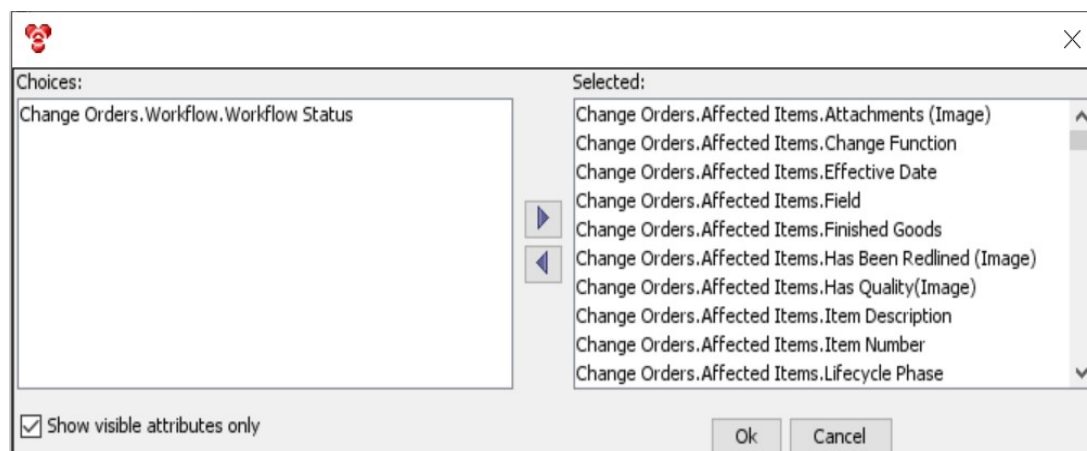 Choices:
Change Orders.Workflow.Workflow Status
Selected:
Change Orders.Affected Items.Attachments (Image)
Change Orders.Affected Items.Change Function
Change Orders.Affected Items.Effective Date
Change Orders.Affected Items.Field
Change Orders.Affected Items.Finished Goods
Change Orders.Affected Items.Has Been Redlined (Image)
Change Orders.Affected Items.Has Quality(Image)
Change Orders.Affected Items.Item Description
Change Orders.Affected Items.Item Number
Change Orders.Affected Items.Lifecycle Phase
Show visible attributes only
Ok
Cancel